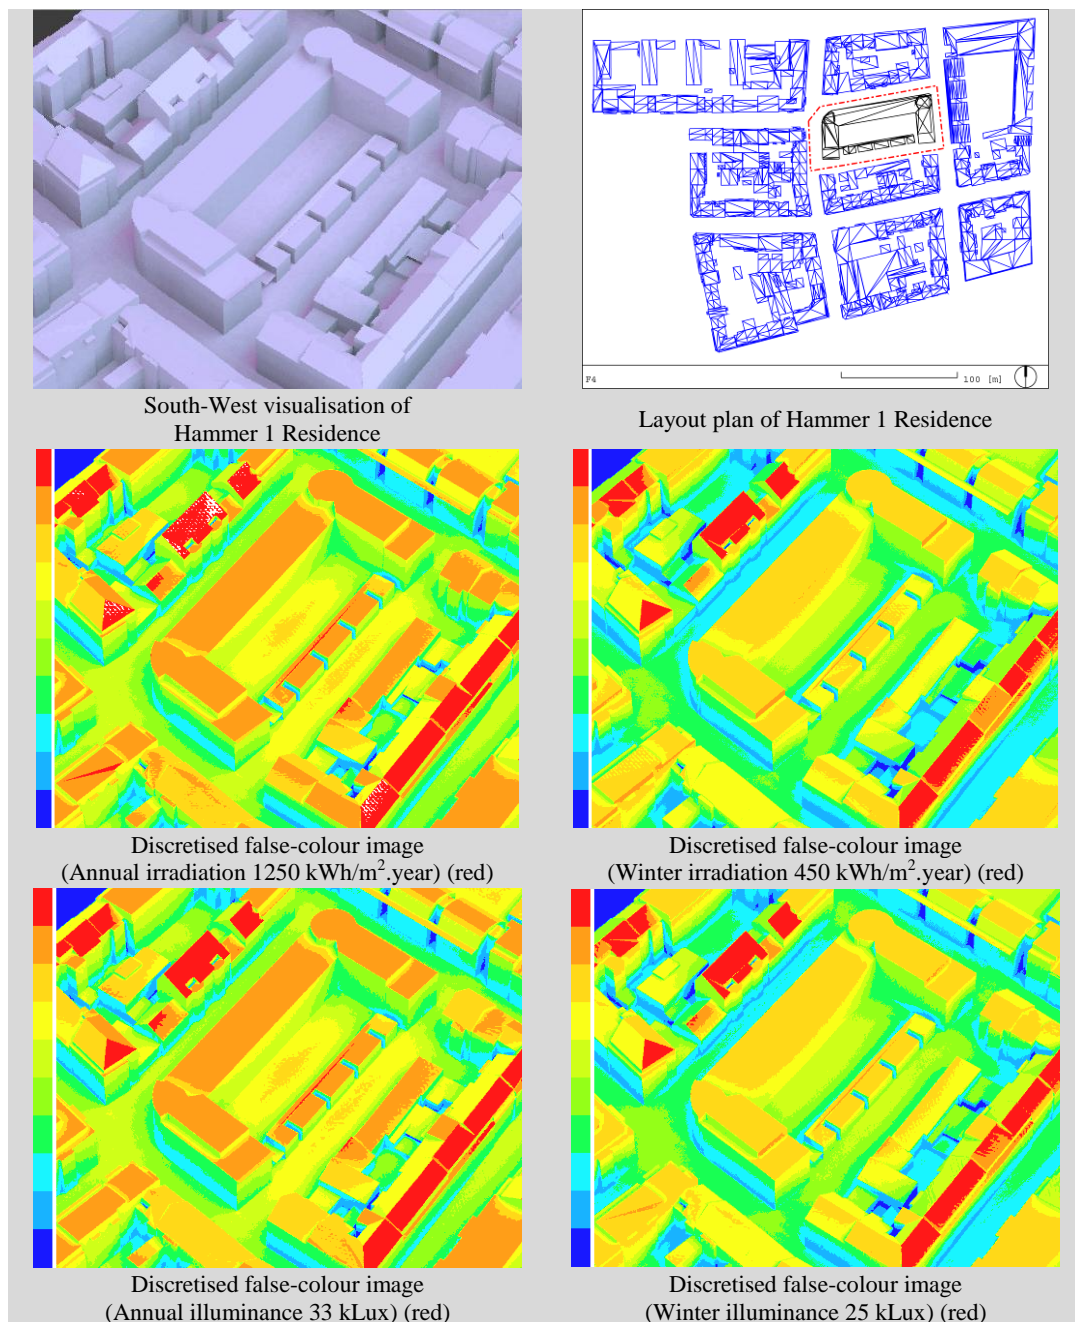 South-West visualisation of
Hammer 1 Residence
F4
100 [m]
Layout plan of Hammer 1 Residence
Discretised false-colour image
(Annual irradiation 1250 kWh/m².year) (red)
Discretised false-colour image
(Winter irradiation 450 kWh/m².year) (red)
Discretised false-colour image
(Annual illuminance 33 kLux) (red)
Discretised false-colour image
(Winter illuminance 25 kLux) (red)